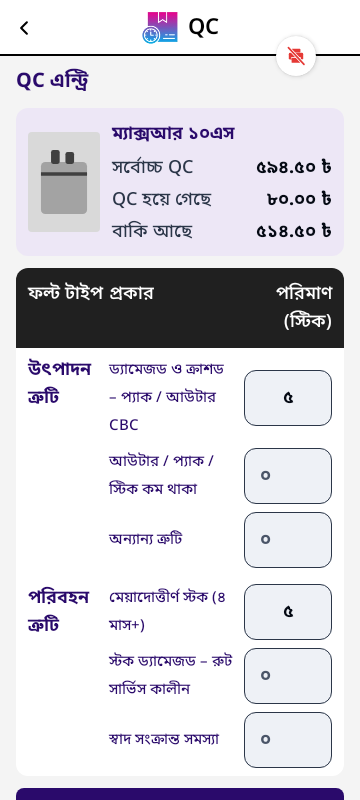 QC
QC এন্ট্রি
ম্যাক্সআর ১০এস
সর্বোচ্চ QC ৫৯৪.৫০ ৳
QC হয়ে গেছে ৮০.০০ ৳
বাকি আছে ৫১৪.৫০ ৳
ফল্ট টাইপ প্রকার পরিমাণ
(স্টিক)
উৎপাদন ত্রুটি
ড্যামেজড ও ক্রাশড
– প্যাক / আউটার
CBC
৫
আউটার / প্যাক /
স্টিক কম থাকা
০
অন্যান্য ত্রুটি
০
পরিবহন ত্রুটি
মেয়াদোত্তীর্ণ স্টক (৪
মাস+)
৫
স্টক ড্যামেজড – রুট
সার্ভিস কালীন
০
স্বাদ সংক্রান্ত সমস্যা
০